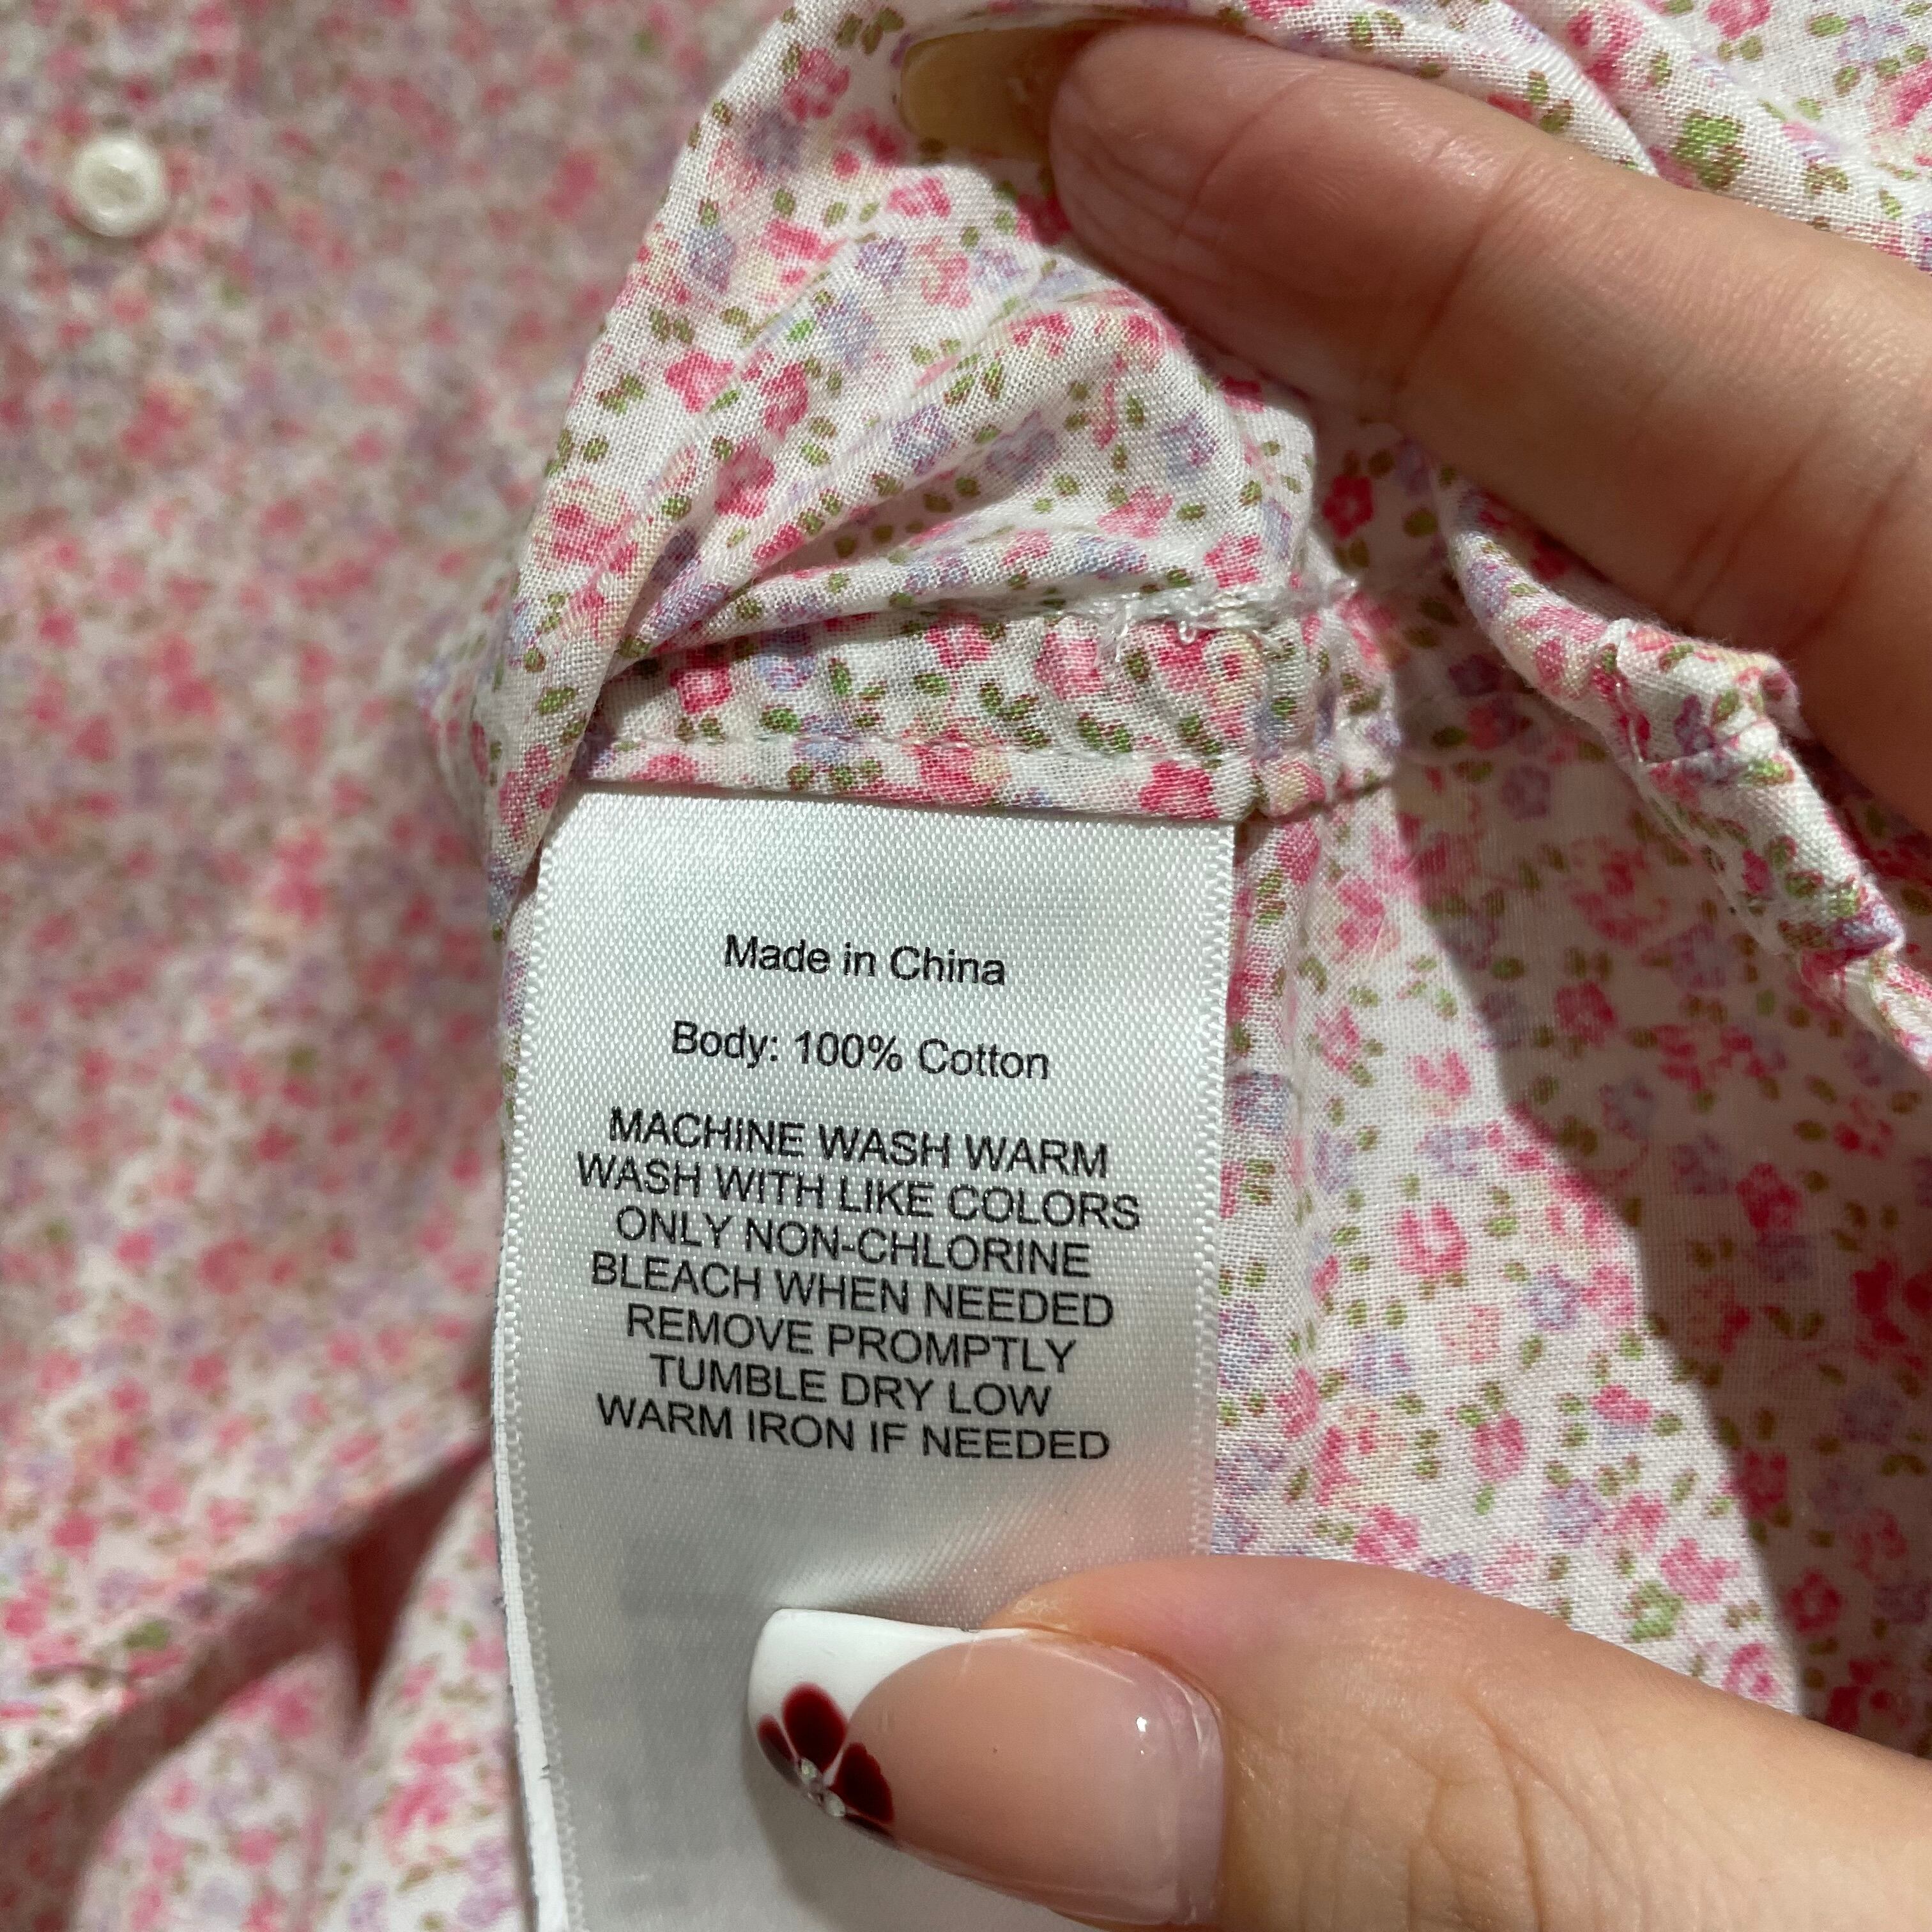 Made in China
Body: 100% Cotton
MACHINE WASH WARM
WASH WITH LIKE COLORS
ONLY NON-CHLORINE
BLEACH WHEN NEEDED
REMOVE PROMPTLY
TUMBLE DRY LOW
WARM IRON IF NEEDED